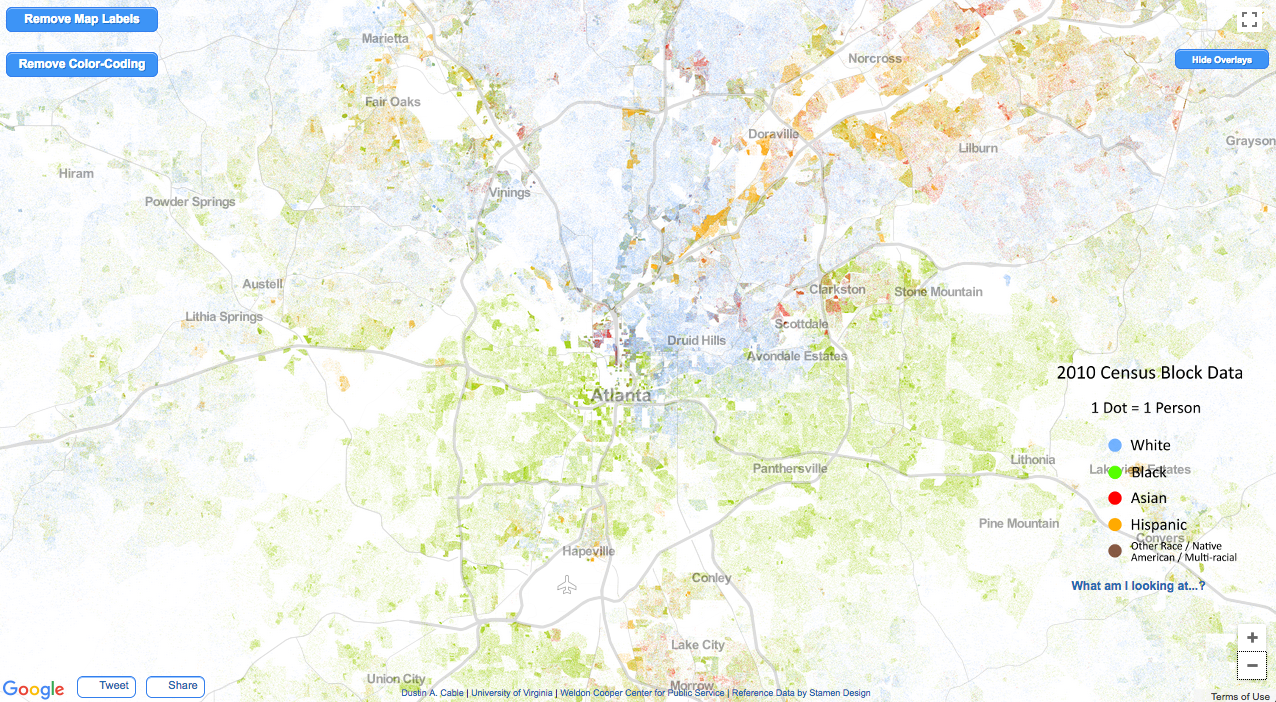 Remove Map Labels
Remove Color-Coding
Hide Overlays
Marietta
Norcross
Fair Oaks
Doraville
Lilburn
Grayson
Hiram
Powder Springs
Vinings
Austell
Clarkston
Stone Mountain
Lithia Springs
Scottdale
Druid Hills
Avondale Estates
Atlanta
2010 Census Block Data
1 Dot = 1 Person
White
Black
Asian
Hispanic
Other Race / Native
American / Multi-racial
What am I looking at...?
Lithonia
Panthersville
Pine Mountain
Conyers
Hapeville
Conley
Lake City
Union City
Morrow
Google
Tweet
Share
Dustin A. Cable | University of Virginia | Weldon Cooper Center for Public Service | Reference Data by Stamen Design
+
−
Terms of Use